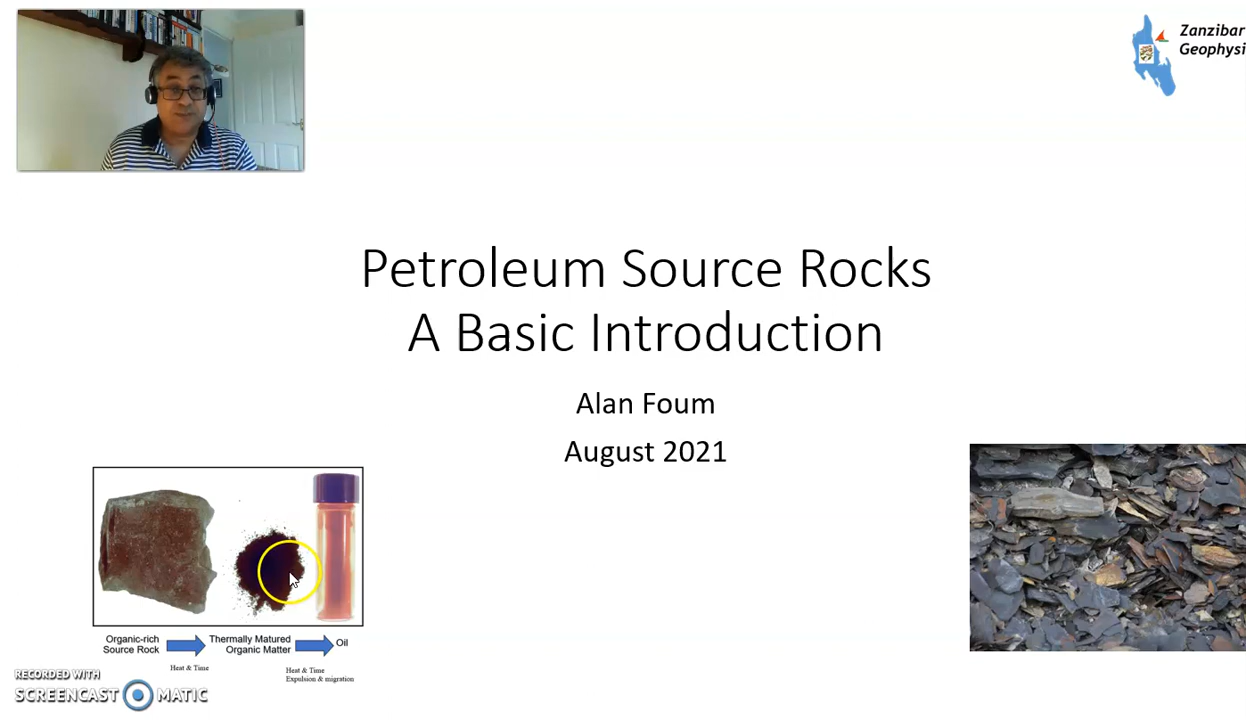 Zanzibar
Geophysi
Petroleum Source Rocks
A Basic Introduction
Alan Foum
August 2021
Organic-rich
Source Rock
Thermally Matured
Organic Matter
Oil
Heat & Time
Heat & Time
Expulsion & migration
RECORDED WITH
SCREENCAST MATIC